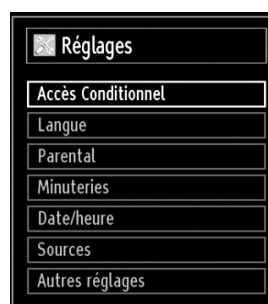 Réglages
Accès Conditionnel
Langue
Parental
Minuteries
Date/heure
Sources
Autres réglages